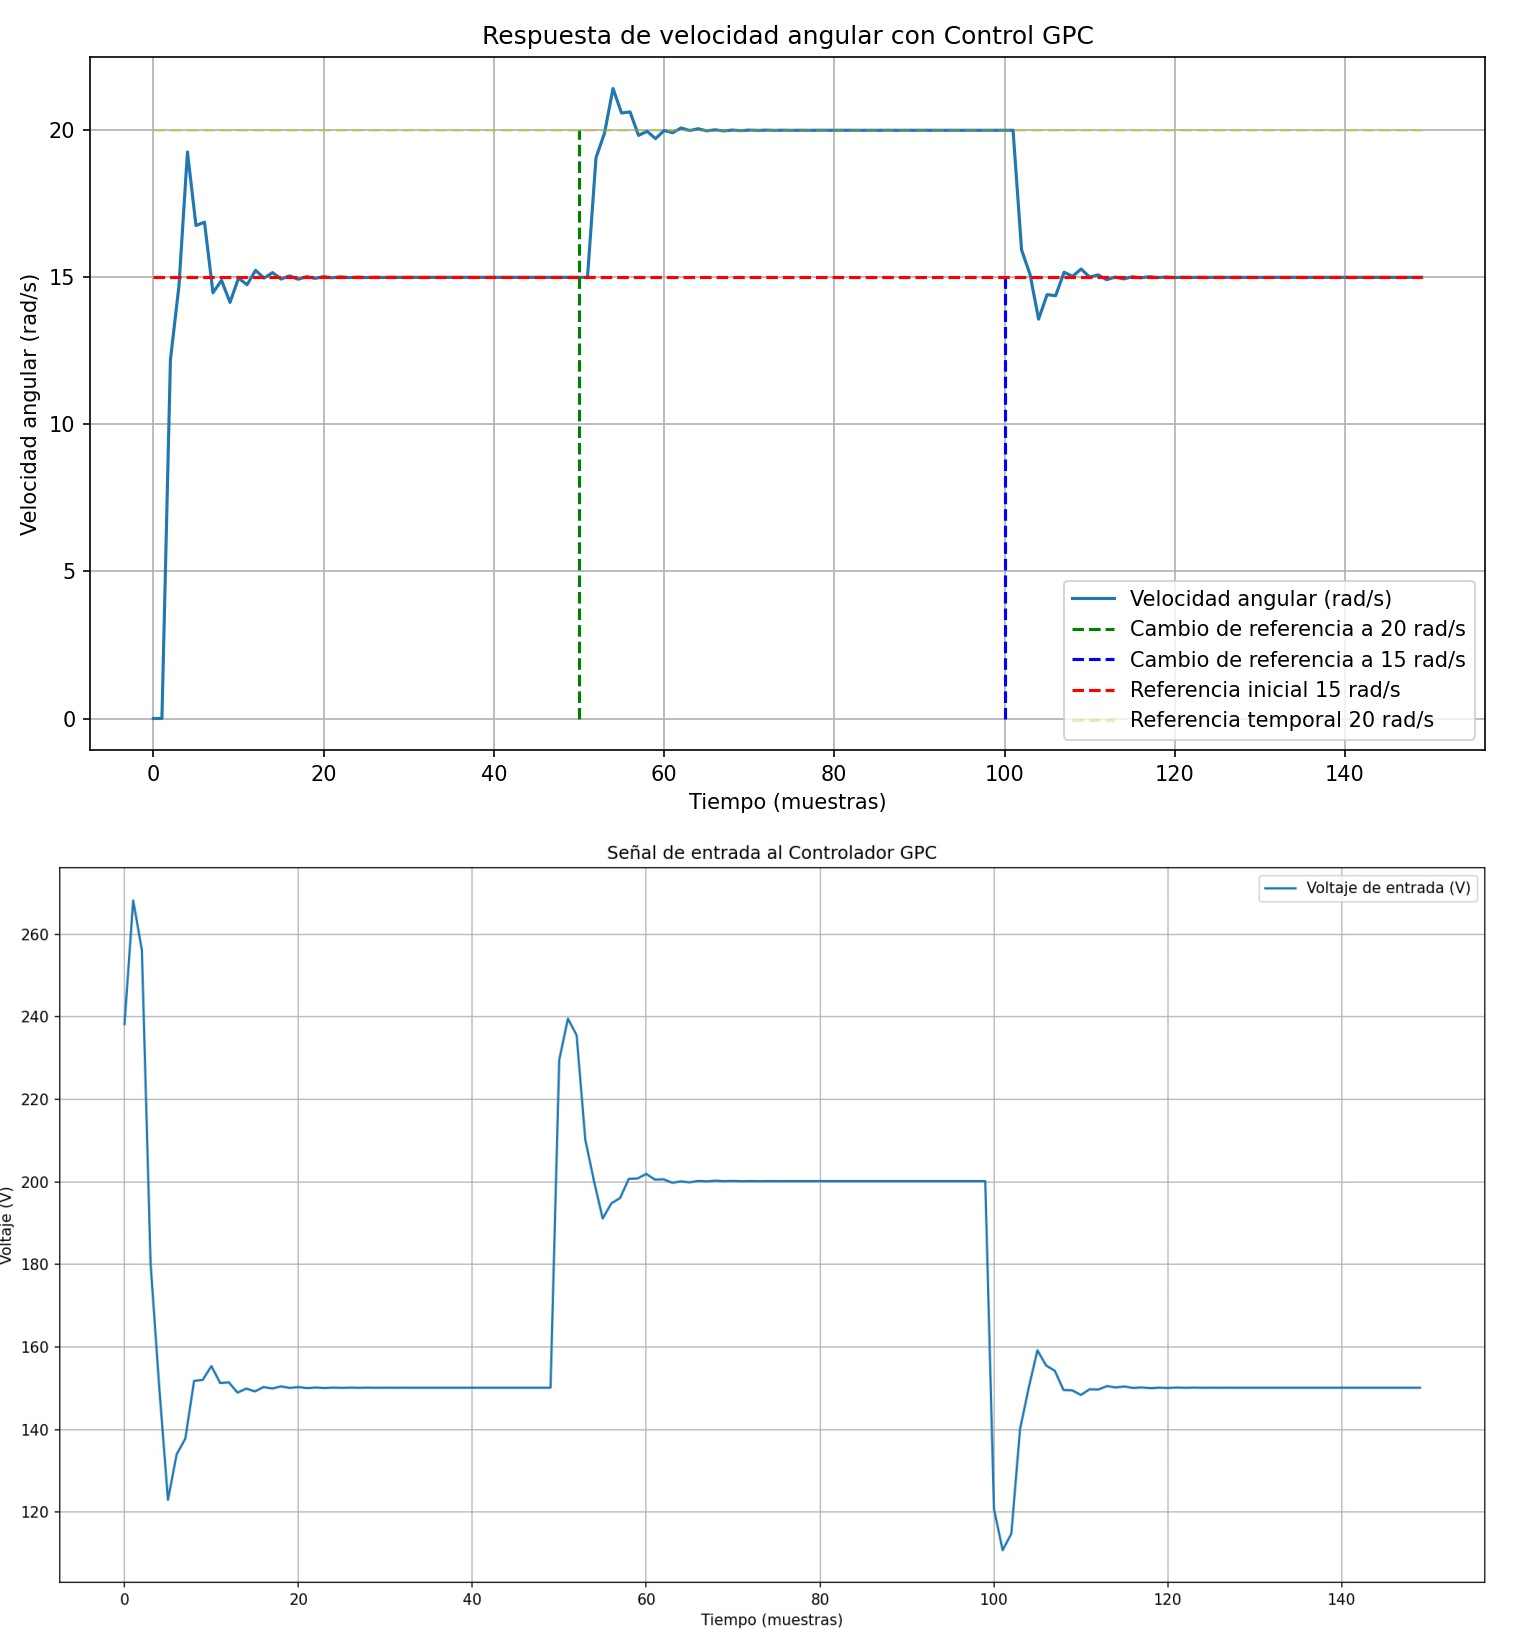 Respuesta de velocidad angular con Control GPC
Velocidad angular (rad/s)
20
15
10
5
0
Velocidad angular (rad/s)
Cambio de referencia a 20 rad/s
Cambio de referencia a 15 rad/s
Referencia inicial 15 rad/s
Referencia temporal 20 rad/s
0 20 40 60 80 100 120 140
Tiempo (muestras)
Señal de entrada al Controlador GPC
Voltaje de entrada (V)
Voltaje (V)
260
240
220
200
180
160
140
120
0 20 40 60 80 100 120 140
Tiempo (muestras)